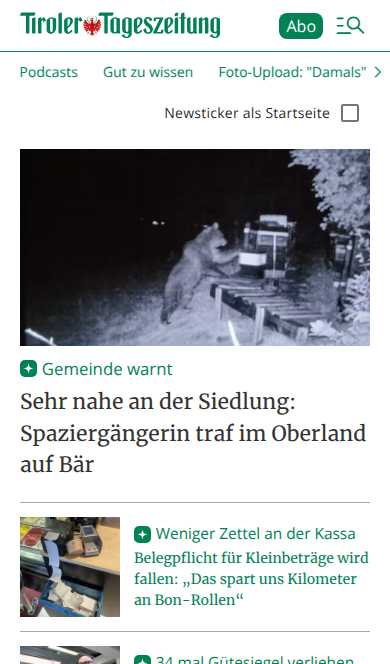 Tiroler Tageszeitung
Abo
Podcasts Gut zu wissen Foto-Upload: "Damals"
Newsticker als Startseite
Gemeinde warnt
Sehr nahe an der Siedlung:
Spaziergängerin traf im Oberland
auf Bär
Weniger Zettel an der Kassa
Belegpflicht für Kleinbeträge wird
fallen: „Das spart uns Kilometer
an Bon-Rollen“
34 mal Gütesiegel verliehen